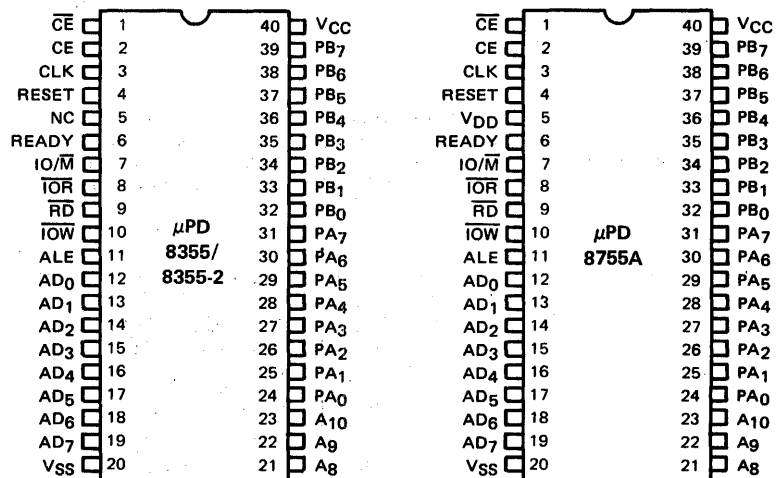 C̅E̅ 1 40 VCC
CE 2 39 PB7
CLK 3 38 PB6
RESET 4 37 PB5
NC 5 36 PB4
READY 6 35 PB3
IO/M̅ 7 34 PB2
I̅O̅R̅ 8 33 PB1
R̅D̅ 9 32 PB0
I̅O̅W̅ 10 31 PA7
ALE 11 30 PA6
AD0 12 29 PA5
AD1 13 28 PA4
AD2 14 27 PA3
AD3 15 26 PA2
AD4 16 25 PA1
AD5 17 24 PA0
AD6 18 23 A10
AD7 19 22 A9
VSS 20 21 A8
μPD
8355/
8355-2
C̅E̅ 1 40 VCC
CE 2 39 PB7
CLK 3 38 PB6
RESET 4 37 PB5
VDD 5 36 PB4
READY 6 35 PB3
IO/M̅ 7 34 PB2
I̅O̅R̅ 8 33 PB1
R̅D̅ 9 32 PB0
I̅O̅W̅ 10 31 PA7
ALE 11 30 PA6
AD0 12 29 PA5
AD1 13 28 PA4
AD2 14 27 PA3
AD3 15 26 PA2
AD4 16 25 PA1
AD5 17 24 PA0
AD6 18 23 A10
AD7 19 22 A9
VSS 20 21 A8
μPD
8755A